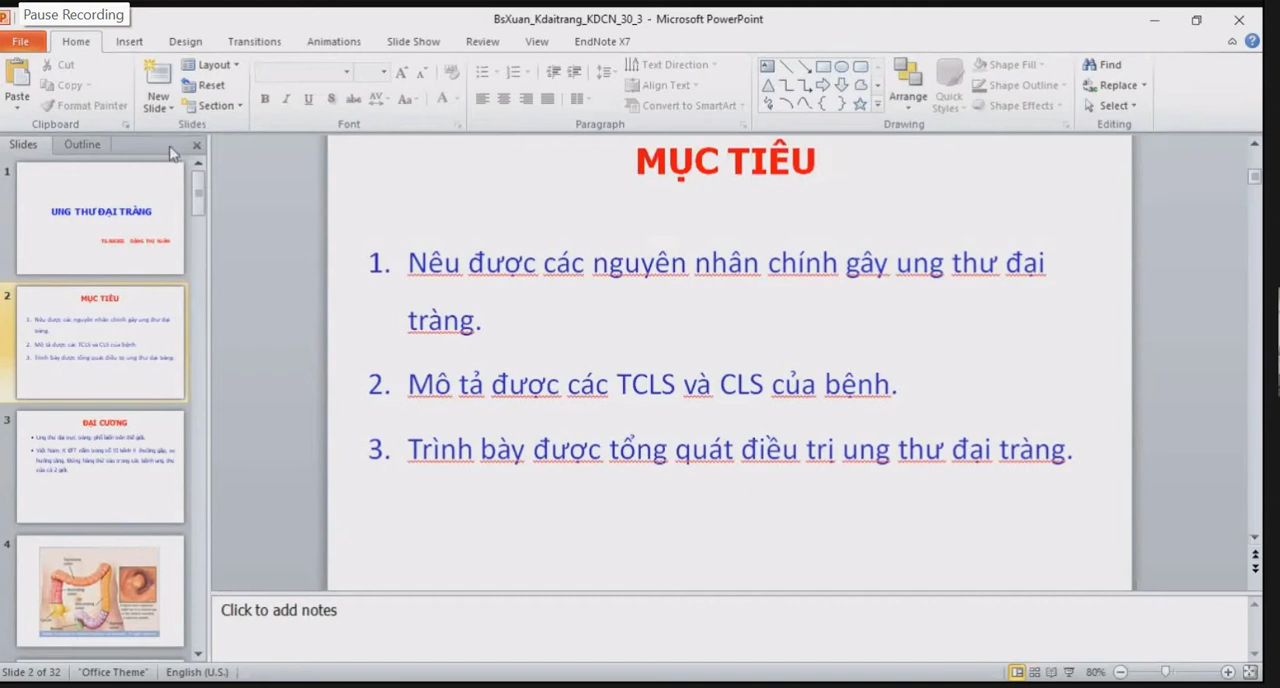 Pause Recording
BsXuan_Kdaitrang_KDCN_30_3 - Microsoft PowerPoint
File Home Insert Design Transitions Animations Slide Show Review View EndNote X7
Paste
Cut
Copy
Format Painter
Clipboard
New Slide
Layout
Reset
Section
Slides
B I U S abc AV Aa A
Font
Text Direction
Align Text
Convert to SmartArt
Paragraph
Arrange
Quick Styles
Shape Fill
Shape Outline
Shape Effects
Drawing
Find
Replace
Select
Editing
Slides Outline
1
UNG THƯ ĐẠI TRÀNG
2
MỤC TIÊU
1. Nêu được các nguyên nhân chính gây ung thư đại
tràng.
2. Mô tả được các TCLS và CLS của bệnh.
3. Trình bày được tổng quát điều trị ung thư đại tràng.
3
ĐẠI CƯƠNG
4
MỤC TIÊU
1. Nêu được các nguyên nhân chính gây ung thư đại
tràng.
2. Mô tả được các TCLS và CLS của bệnh.
3. Trình bày được tổng quát điều trị ung thư đại tràng.
Click to add notes
Slide 2 of 32 "Office Theme" English (U.S.) 80%